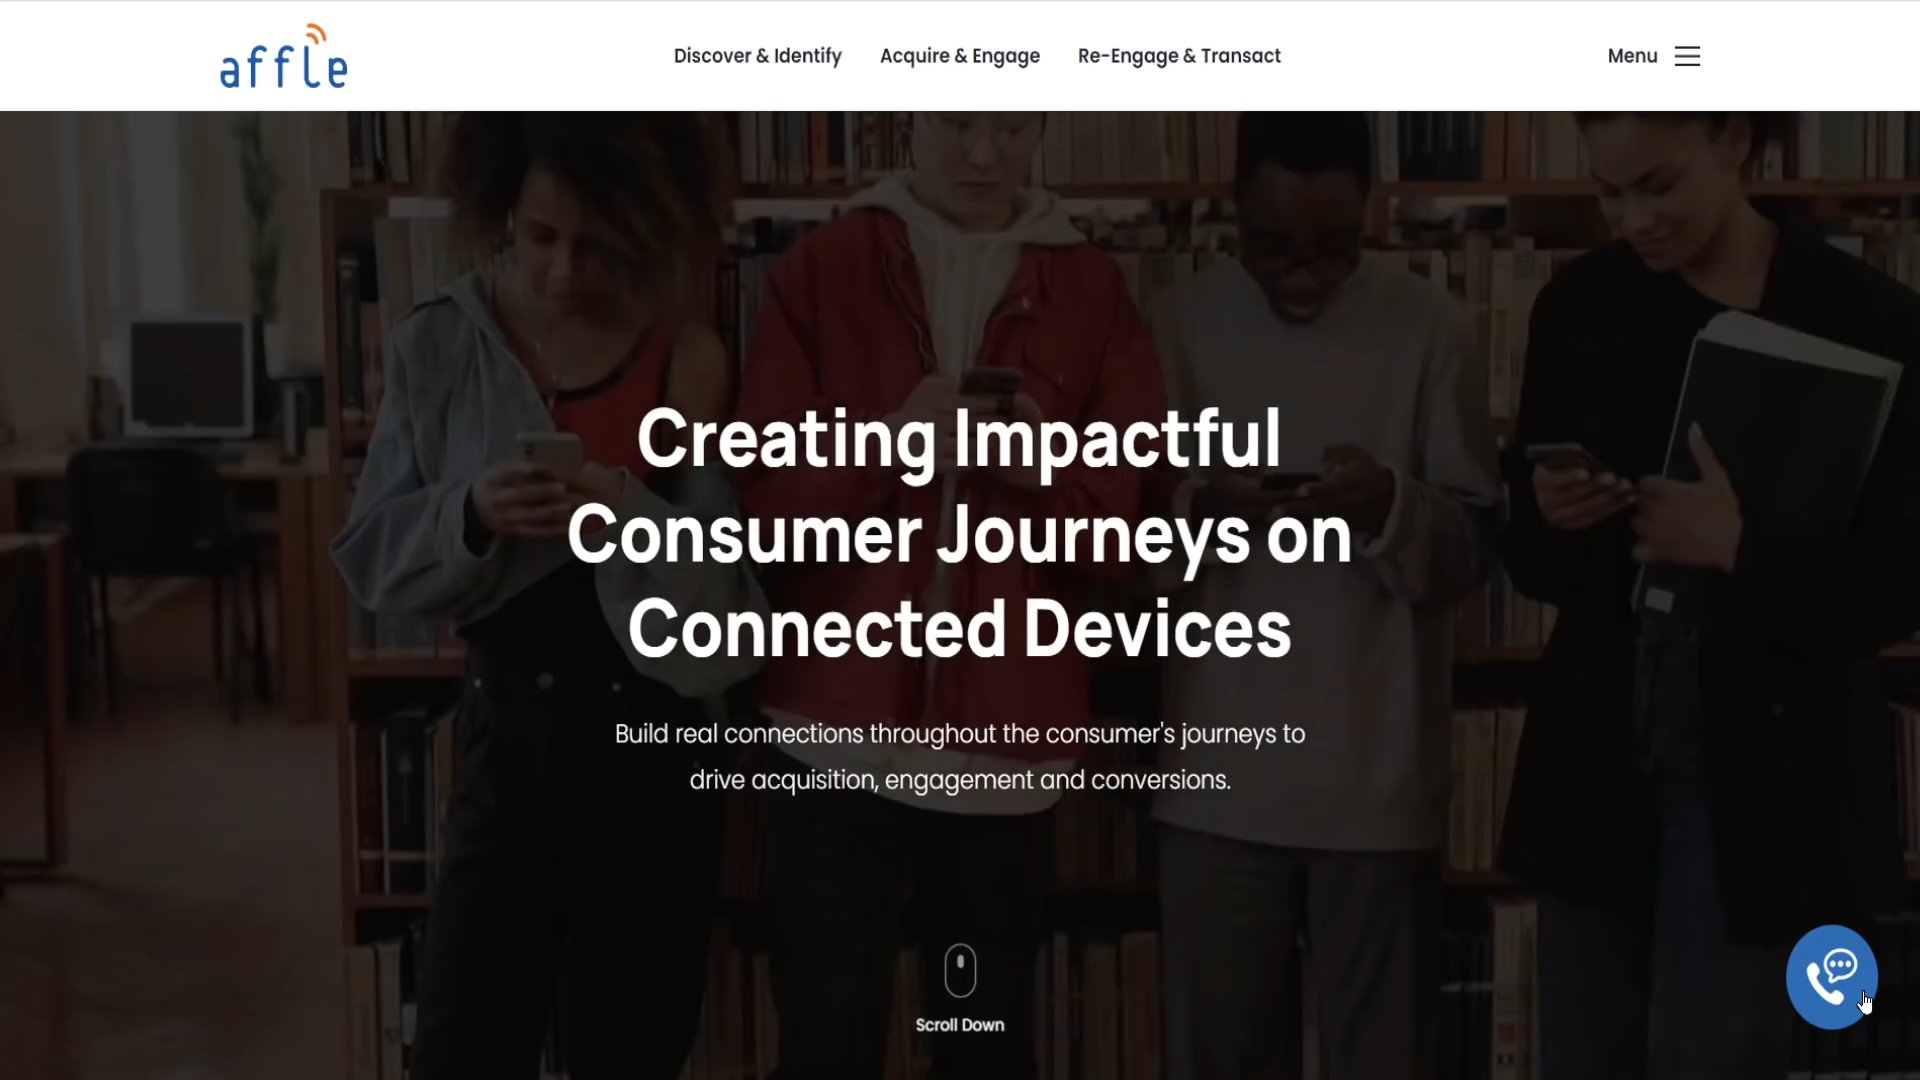 affle
Discover & Identify
Acquire & Engage
Re-Engage & Transact
Menu
Creating Impactful
Consumer Journeys on
Connected Devices
Build real connections throughout the consumer's journeys to
drive acquisition, engagement and conversions.
Scroll Down